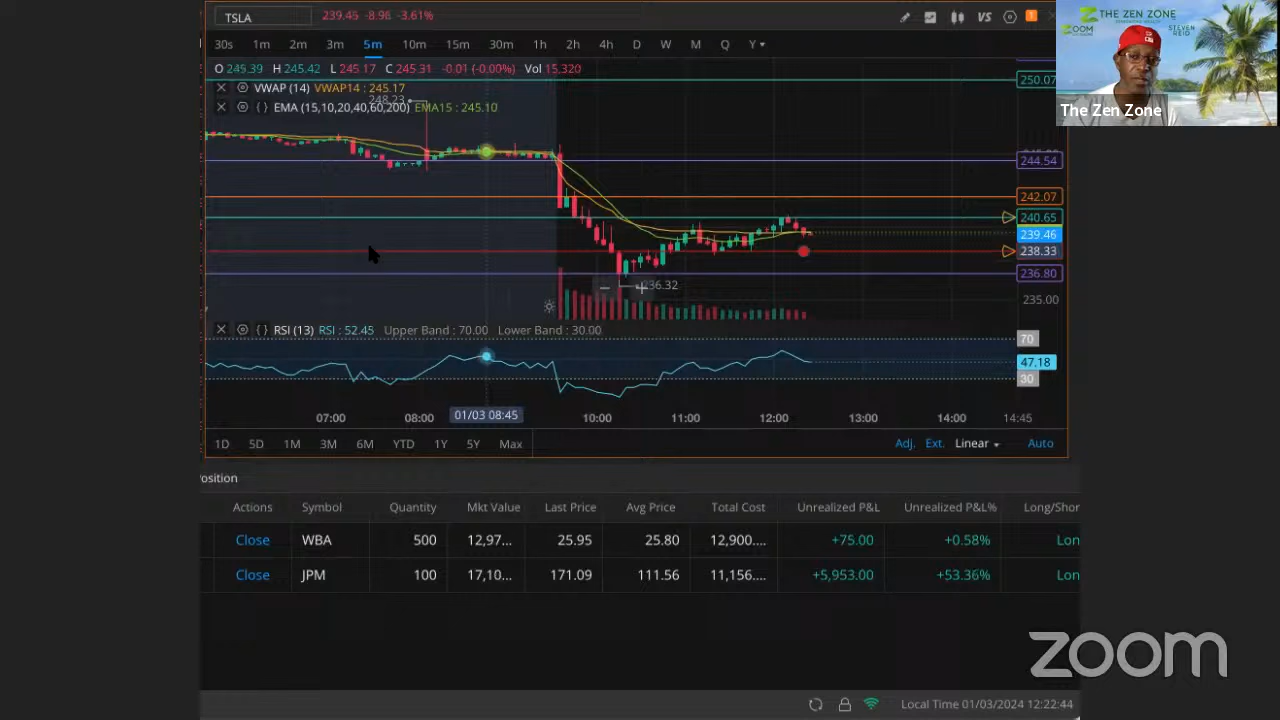 TSLA
239.45 -8.96 -3.61%
VS
30s 1m 2m 3m 5m 10m 15m 30m 1h 2h 4h D W M Q Y
O 245.39 H 245.42 L 245.17 C 245.31 -0.01 (-0.00%) Vol 15,320
VWAP (14) VWAP14 : 245.17
248.23
EMA (15,10,20,40,60,200) EMA15 : 245.10
250.07
244.54
242.07
240.65
239.46
238.33
236.80
236.32
235.00
RSI (13) RSI : 52.45 Upper Band : 70.00 Lower Band : 30.00
70
47.18
30
07:00 08:00 01/03 08:45 10:00 11:00 12:00 13:00 14:00 14:45
1D 5D 1M 3M 6M YTD 1Y 5Y Max Adj. Ext. Linear Auto
THE ZEN ZONE
ZOOM
STEVEN REID
The Zen Zone
osition
Actions Symbol Quantity Mkt Value Last Price Avg Price Total Cost Unrealized P&L Unrealized P&L% Long/Shor
Close WBA 500 12,97... 25.95 25.80 12,900.... +75.00 +0.58% Lon
Close JPM 100 17,10... 171.09 111.56 11,156.... +5,953.00 +53.36% Lon
zoom
Local Time 01/03/2024 12:22:44